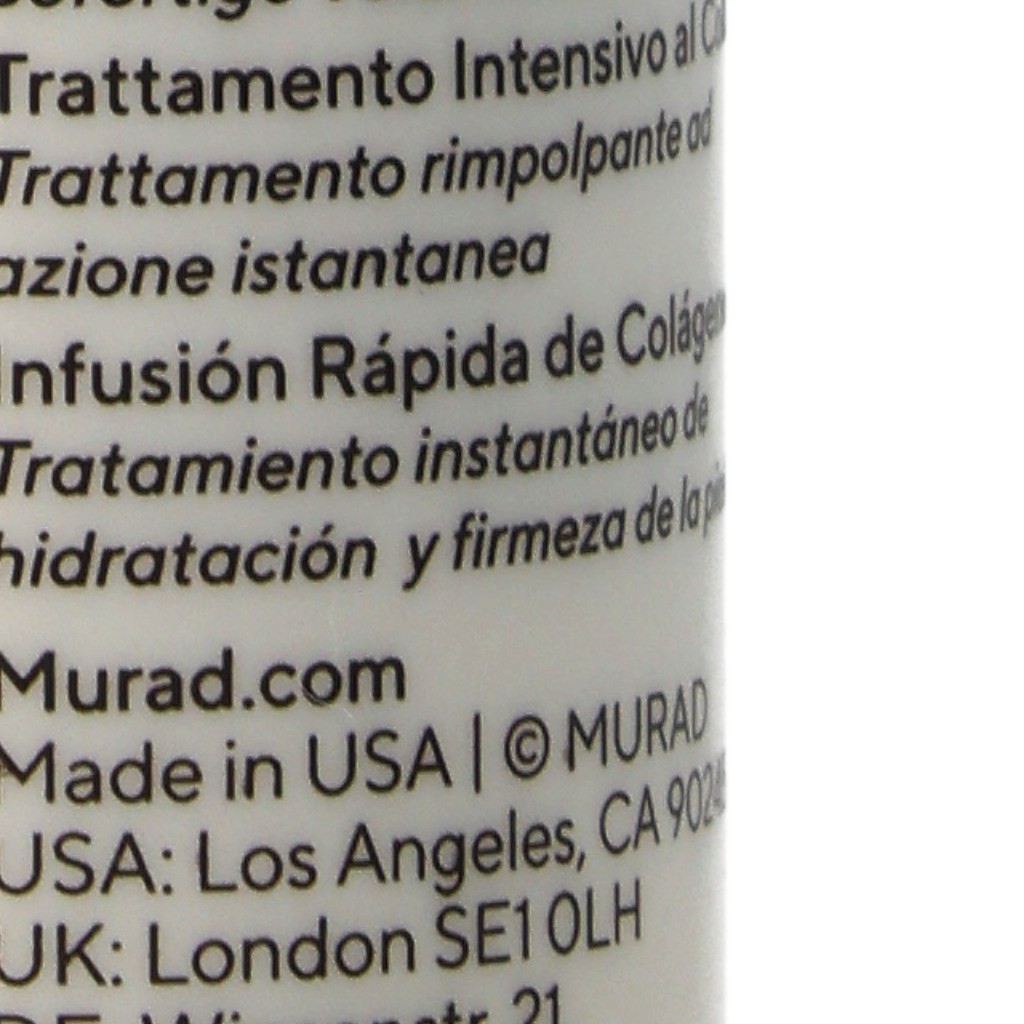 Trattamento Intensivo al
Trattamento rimpolpante ad
azione istantanea
Infusión Rápida de
Tratamiento instantáneo de
hidratación y firmeza de la
Murad.com
Made in USA | © MURAD
USA: Los Angeles, CA
UK: London SE1 0LH
21